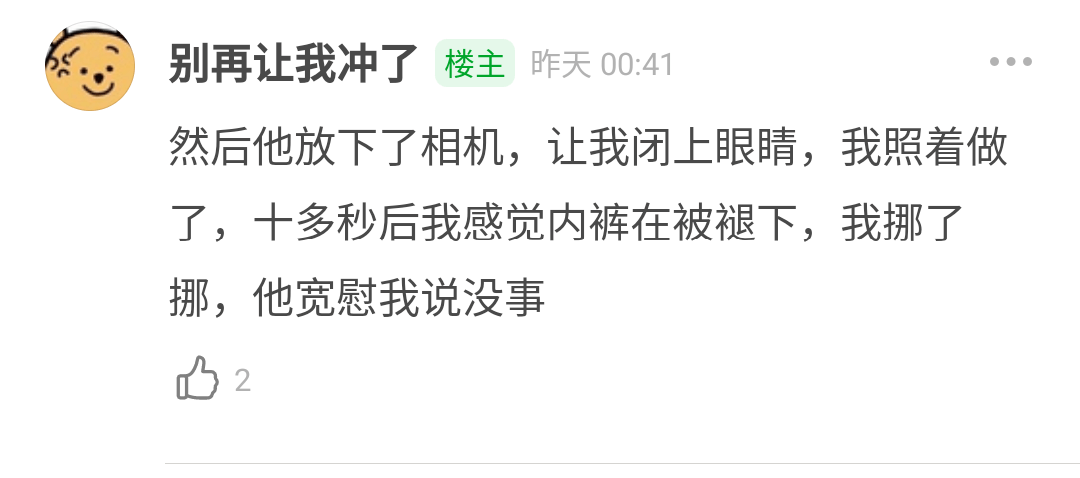 别再让我冲了 楼主 昨天 00:41
然后他放下了相机，让我闭上眼睛，我照着做
了，十多秒后我感觉内裤在被褪下，我挪了
挪，他宽慰我说没事
2